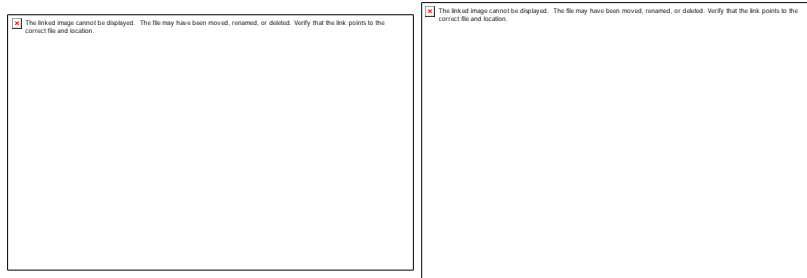 The linked image cannot be displayed.  The file may have been moved, renamed, or deleted. Verify that the link points to the
correct file and location.
The linked image cannot be displayed.  The file may have been moved, renamed, or deleted. Verify that the link points to the
correct file and location.